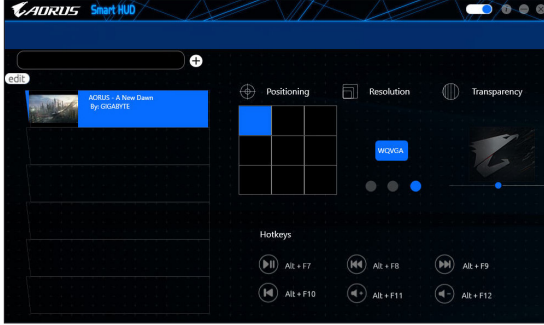 AORUS Smart HUD
edit
AORUS - A New Dawn
By: GIGABYTE
Positioning
Resolution
Transparency
WQVGA
Hotkeys
Alt + F7
Alt + F8
Alt + F9
Alt + F10
Alt + F11
Alt + F12